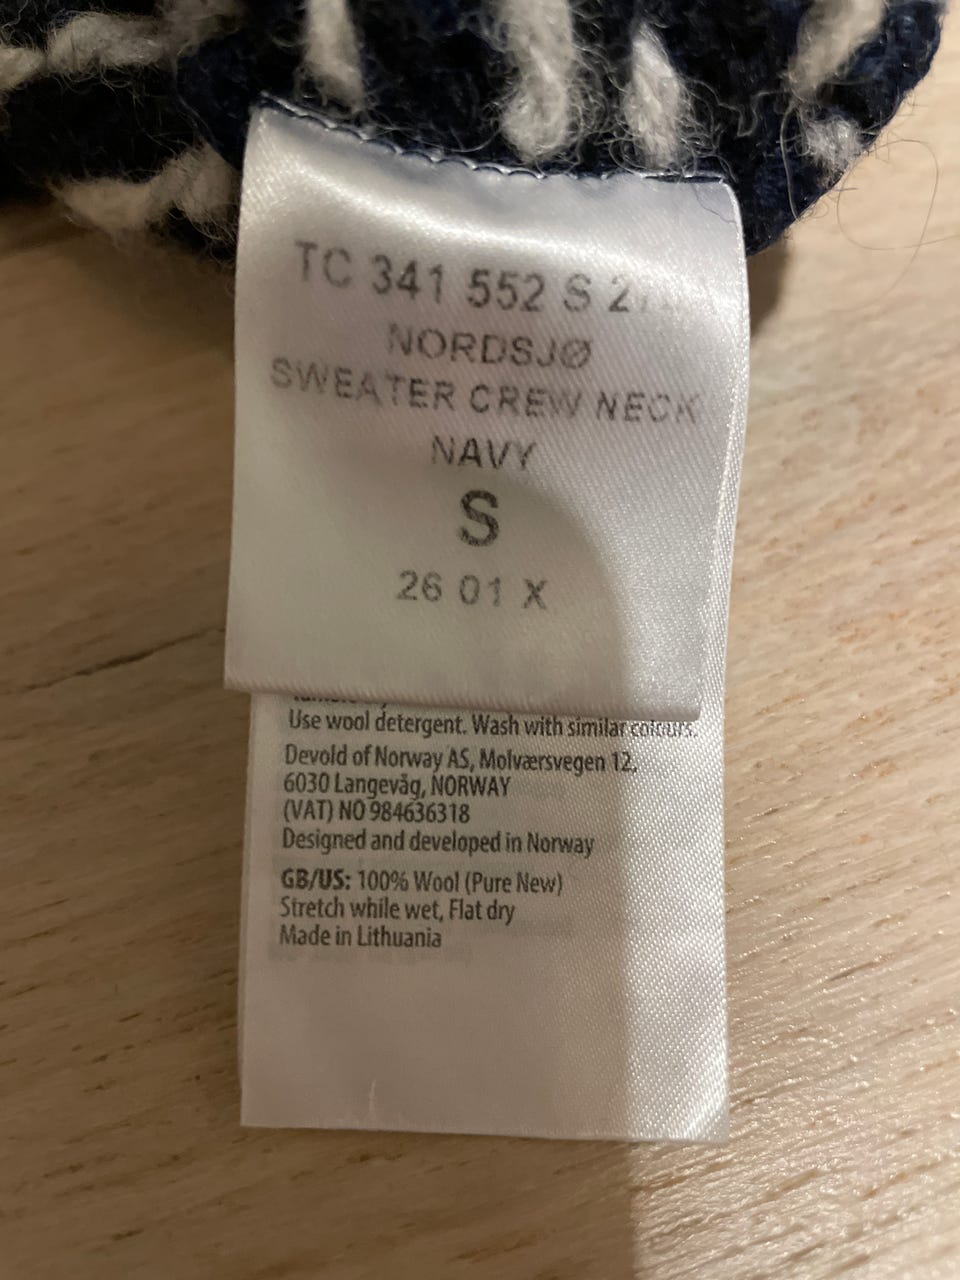 TC 341 552 S
NORDSJØ
SWEATER CREW NECK
NAVY
S
26 01 X
Use wool detergent. Wash with similar colours.
Devold of Norway AS, Molværsvegen 12,
6030 Langevåg, NORWAY
(VAT) NO 984636318
Designed and developed in Norway
GB/US: 100% Wool (Pure New)
Stretch while wet, Flat dry
Made in Lithuania